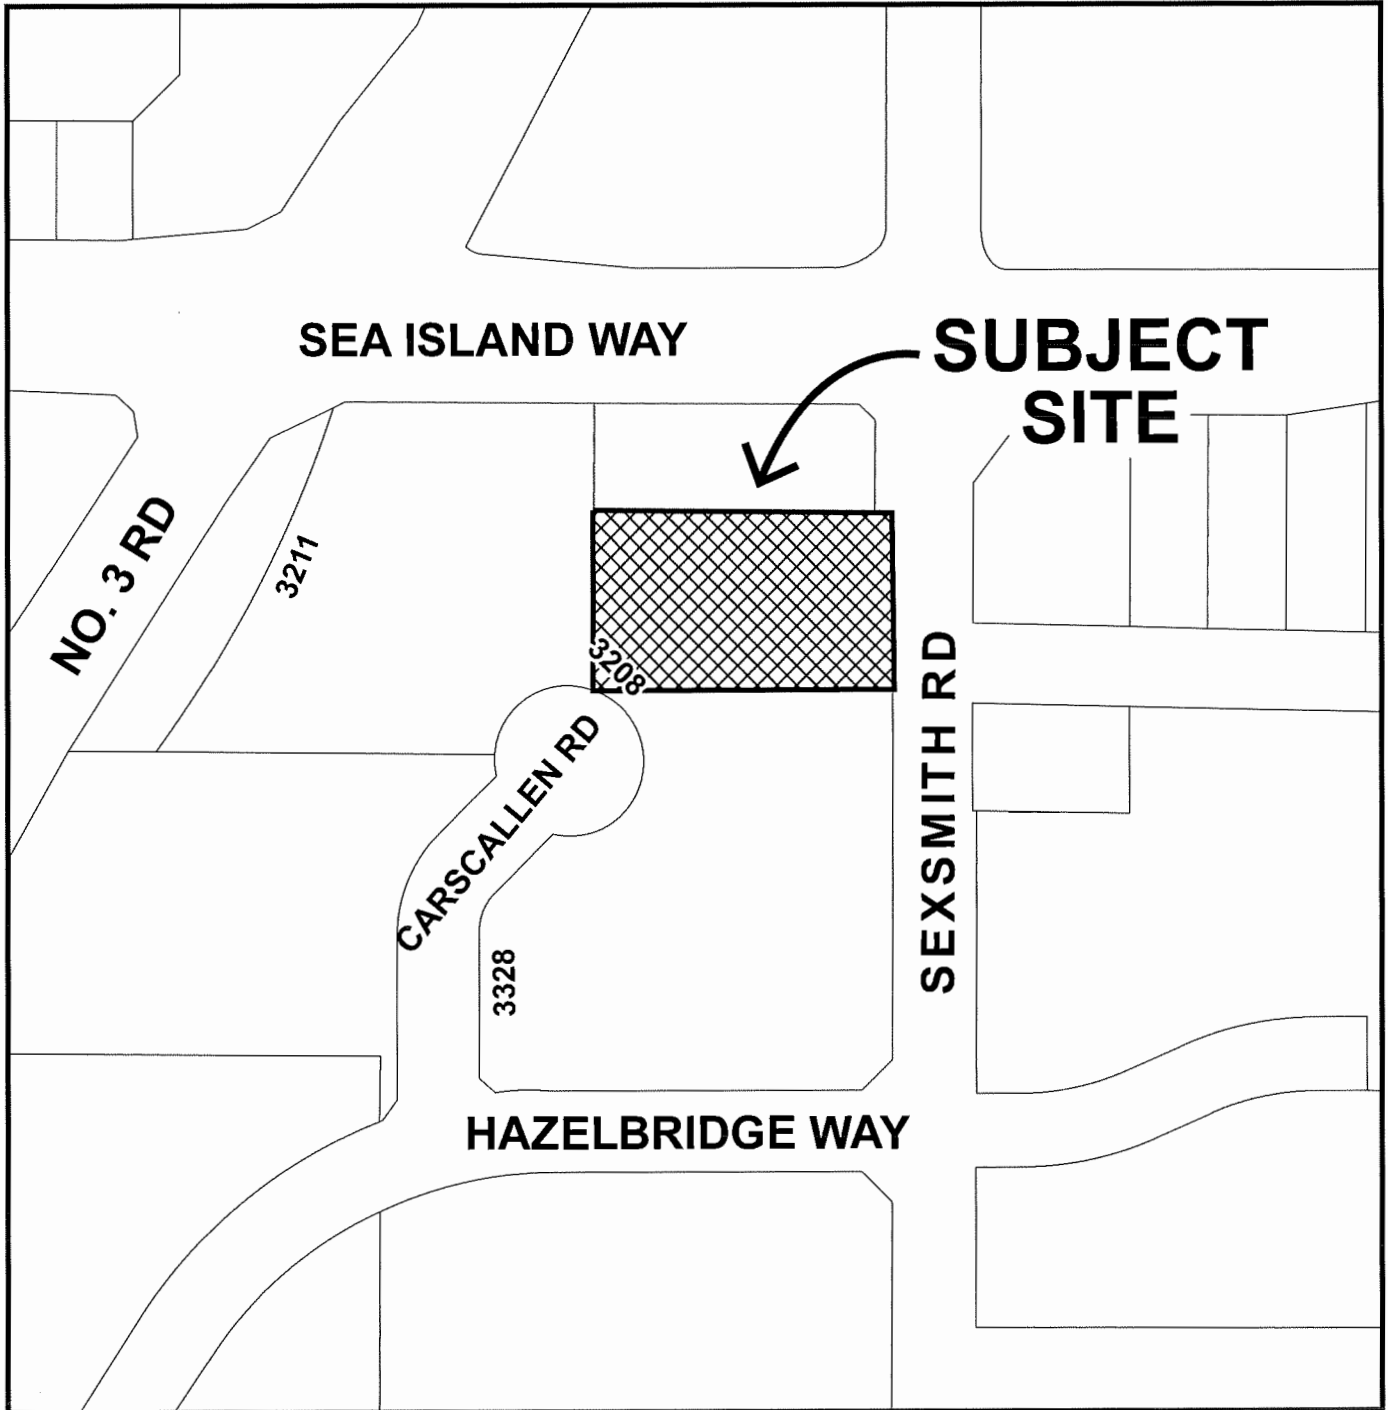 SEA ISLAND WAY
SUBJECT
SITE
NO. 3 RD
3211
3208
CARSCALLEN RD
SEXSMITH RD
3328
HAZELBRIDGE WAY